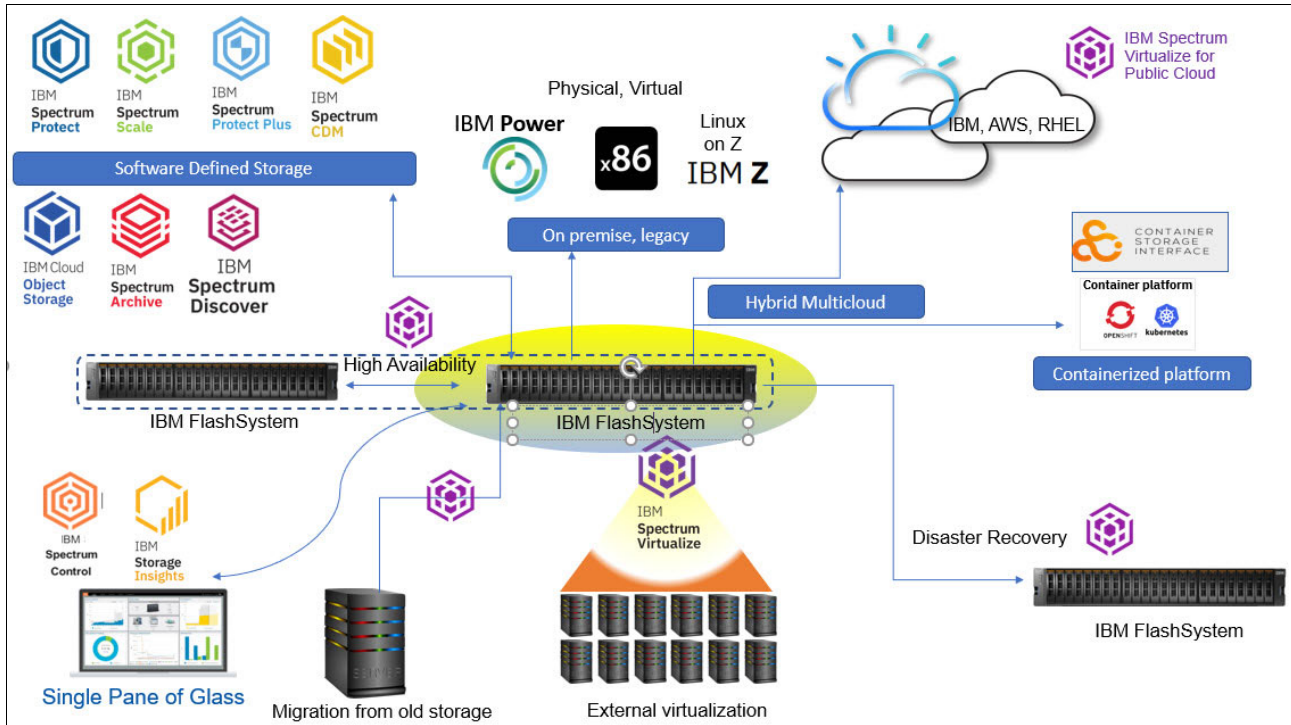 IBM
Spectrum
Protect
IBM
Spectrum
Scale
IBM
Spectrum
Protect Plus
IBM
Spectrum
CDM
Software Defined Storage
IBM Cloud
Object
Storage
IBM
Spectrum
Archive
IBM
Spectrum
Discover
Physical, Virtual
IBM Power
x86
Linux
on Z
IBM Z
On premise, legacy
IBM Spectrum
Virtualize for
Public Cloud
IBM, AWS, RHEL
Hybrid Multicloud
CONTAINER
STORAGE
INTERFACE
Container platform
OPENSHIFT
kubernetes
Containerized platform
High Availability
IBM FlashSystem
IBM FlashSystem
IBM
Spectrum
Control
IBM
Storage
Insights
Single Pane of Glass
SERVER
Migration from old storage
IBM
Spectrum
Virtualize
External virtualization
Disaster Recovery
IBM FlashSystem